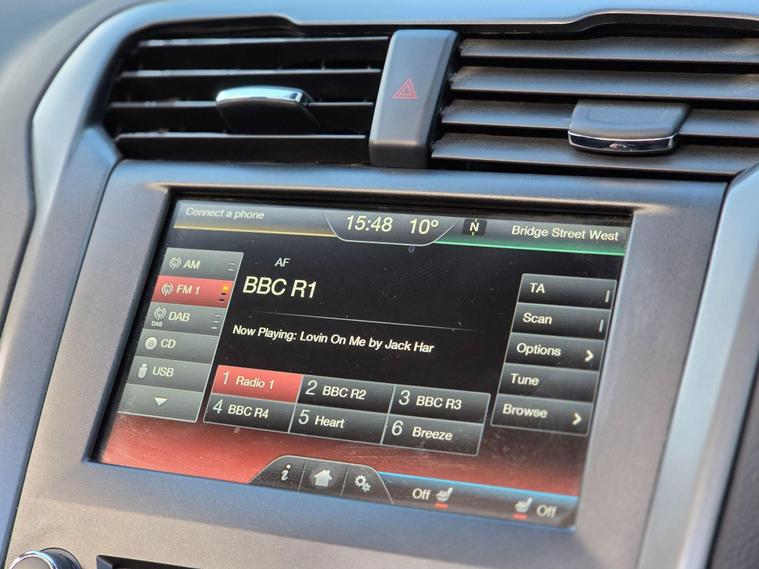 Connect a phone
15:48 10°
N
Bridge Street West
AM
FM 1
DAB
DAB
CD
USB
AF
BBC R1
Now Playing: Lovin On Me by Jack Har
1 Radio 1
2 BBC R2
3 BBC R3
4 BBC R4
5 Heart
6 Breeze
TA
Scan
Options
Tune
Browse
i
Off
Off